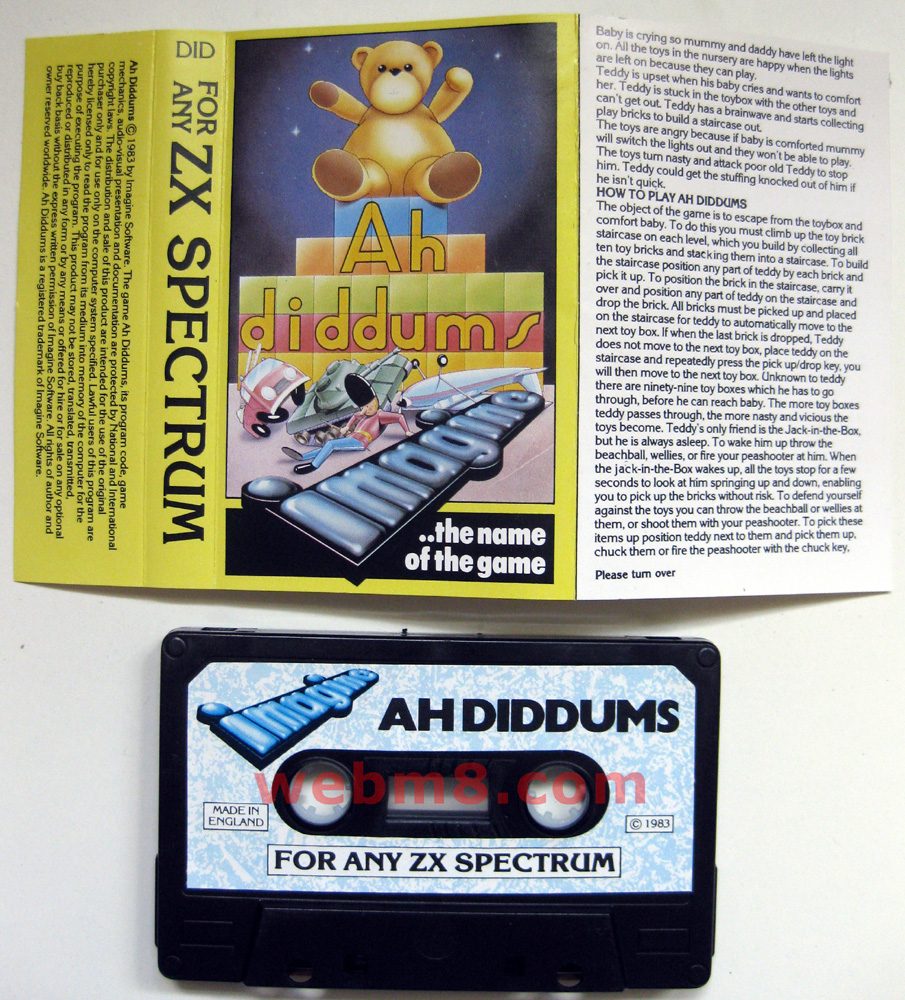 Ah Diddums © 1983 by Imagine Software. The game Ah Diddums, its program code, game
mechanics, audio-visual presentation and documentation are protected by National and International
copyright laws. The distribution and sale of this product are intended for the use of the original
purchaser only and for use only on the computer system specified. Lawful users of this program are
hereby licensed only to read the program from its medium into memory of the computer for the
purpose of executing the program. This product may not be stored, translated, transmitted,
reproduced or distributed in any form or by any means or offered for hire or for sale on any optional
buy back basis without the express written permission of Imagine Software. All rights of author and
owner reserved worldwide. Ah Diddums is a registered trademark of Imagine Software.
DID
FOR
ANY
ZX SPECTRUM
Ah
diddums
imagine
..the name
of the game
Baby is crying so mummy and daddy have left the light
on. All the toys in the nursery are happy when the lights
are left on because they can play.
Teddy is upset when his baby cries and wants to comfort
her. Teddy is stuck in the toybox with the other toys and
can't get out. Teddy has a brainwave and starts collecting
play bricks to build a staircase out.
The toys are angry because if baby is comforted mummy
will switch the lights out and they won't be able to play.
The toys turn nasty and attack poor old Teddy to stop
him. Teddy could get the stuffing knocked out of him if
he isn't quick.
HOW TO PLAY AH DIDDUMS
The object of the game is to escape from the toybox and
comfort baby. To do this you must climb up the toy brick
staircase on each level, which you build by collecting all
ten toy bricks and stacking them into a staircase. To build
the staircase position any part of teddy by each brick and
pick it up. To position the brick in the staircase, carry it
over and position any part of teddy on the staircase and
drop the brick. All bricks must be picked up and placed
on the staircase for teddy to automatically move to the
next toy box. If when the last brick is dropped, Teddy
does not move to the next toy box, place teddy on the
staircase and repeatedly press the pick up/drop key, you
will then move to the next toy box. Unknown to teddy
there are ninety-nine toy boxes which he has to go
through, before he can reach baby. The more toy boxes
teddy passes through, the more nasty and vicious the
toys become. Teddy's only friend is the Jack-in-the-Box,
but he is always asleep. To wake him up throw the
beachball, wellies, or fire your peashooter at him. When
the jack-in-the-Box wakes up, all the toys stop for a few
seconds to look at him springing up and down, enabling
you to pick up the bricks without risk. To defend yourself
against the toys you can throw the beachball or wellies at
them, or shoot them with your peashooter. To pick these
items up position teddy next to them and pick them up,
chuck them or fire the peashooter with the chuck key,
Please turn over
imagine
AH DIDDUMS
webm8.com
MADE IN
ENGLAND
© 1983
FOR ANY ZX SPECTRUM